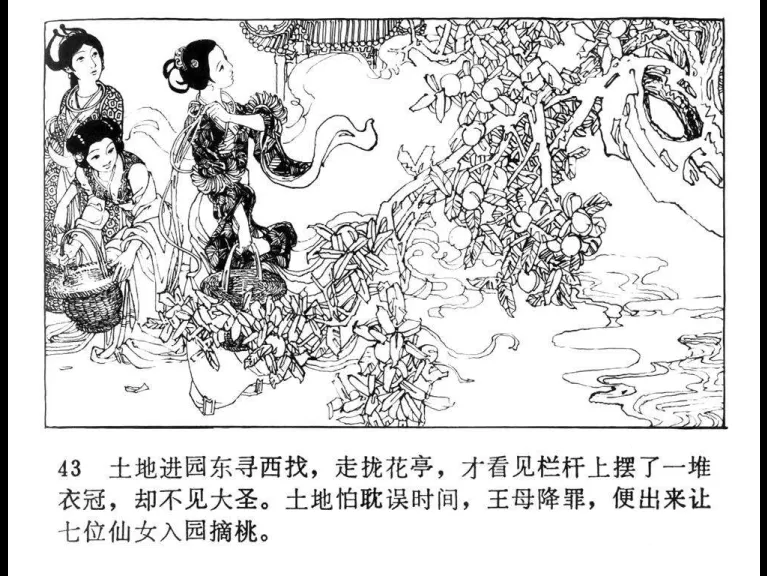 43 土地进园东寻西找，走拢花亭，才看见栏杆上摆了一堆
衣冠，却不见大圣。土地怕耽误时间，王母降罪，便出来让
七位仙女入园摘桃。